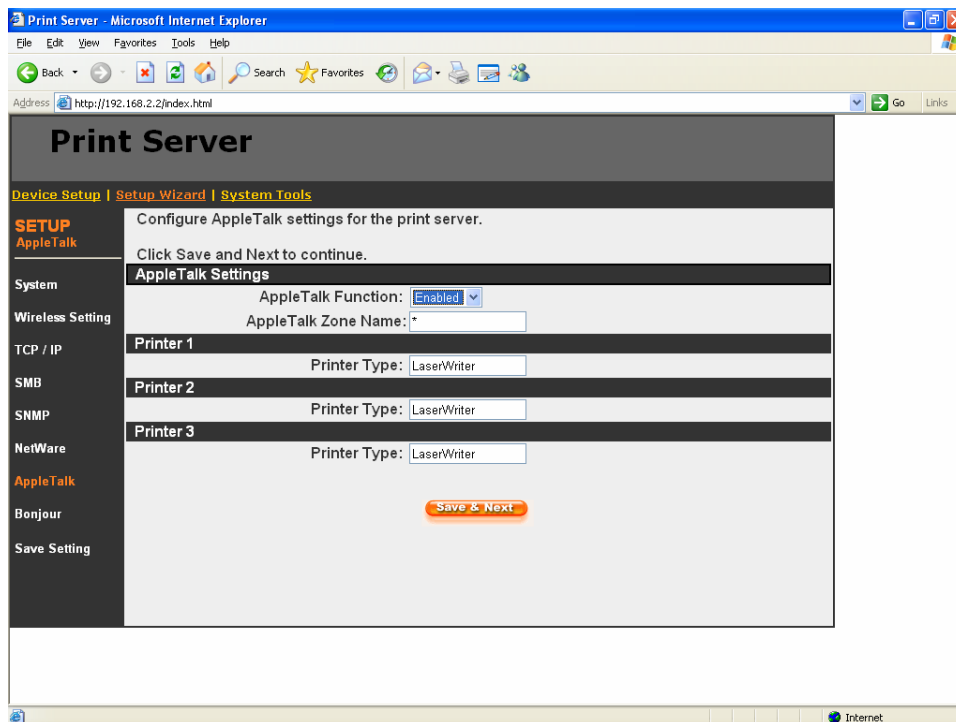 Print Server - Microsoft Internet Explorer
File Edit View Favorites Tools Help
Back Search Favorites
Address http://192.168.2.2/index.html Go Links
Print Server
Device Setup | Setup Wizard | System Tools
SETUP
AppleTalk
System
Wireless Setting
TCP / IP
SMB
SNMP
NetWare
AppleTalk
Bonjour
Save Setting
Configure AppleTalk settings for the print server.
Click Save and Next to continue.
AppleTalk Settings
AppleTalk Function: Enabled
AppleTalk Zone Name: *
Printer 1
Printer Type: LaserWriter
Printer 2
Printer Type: LaserWriter
Printer 3
Printer Type: LaserWriter
Save & Next
Internet